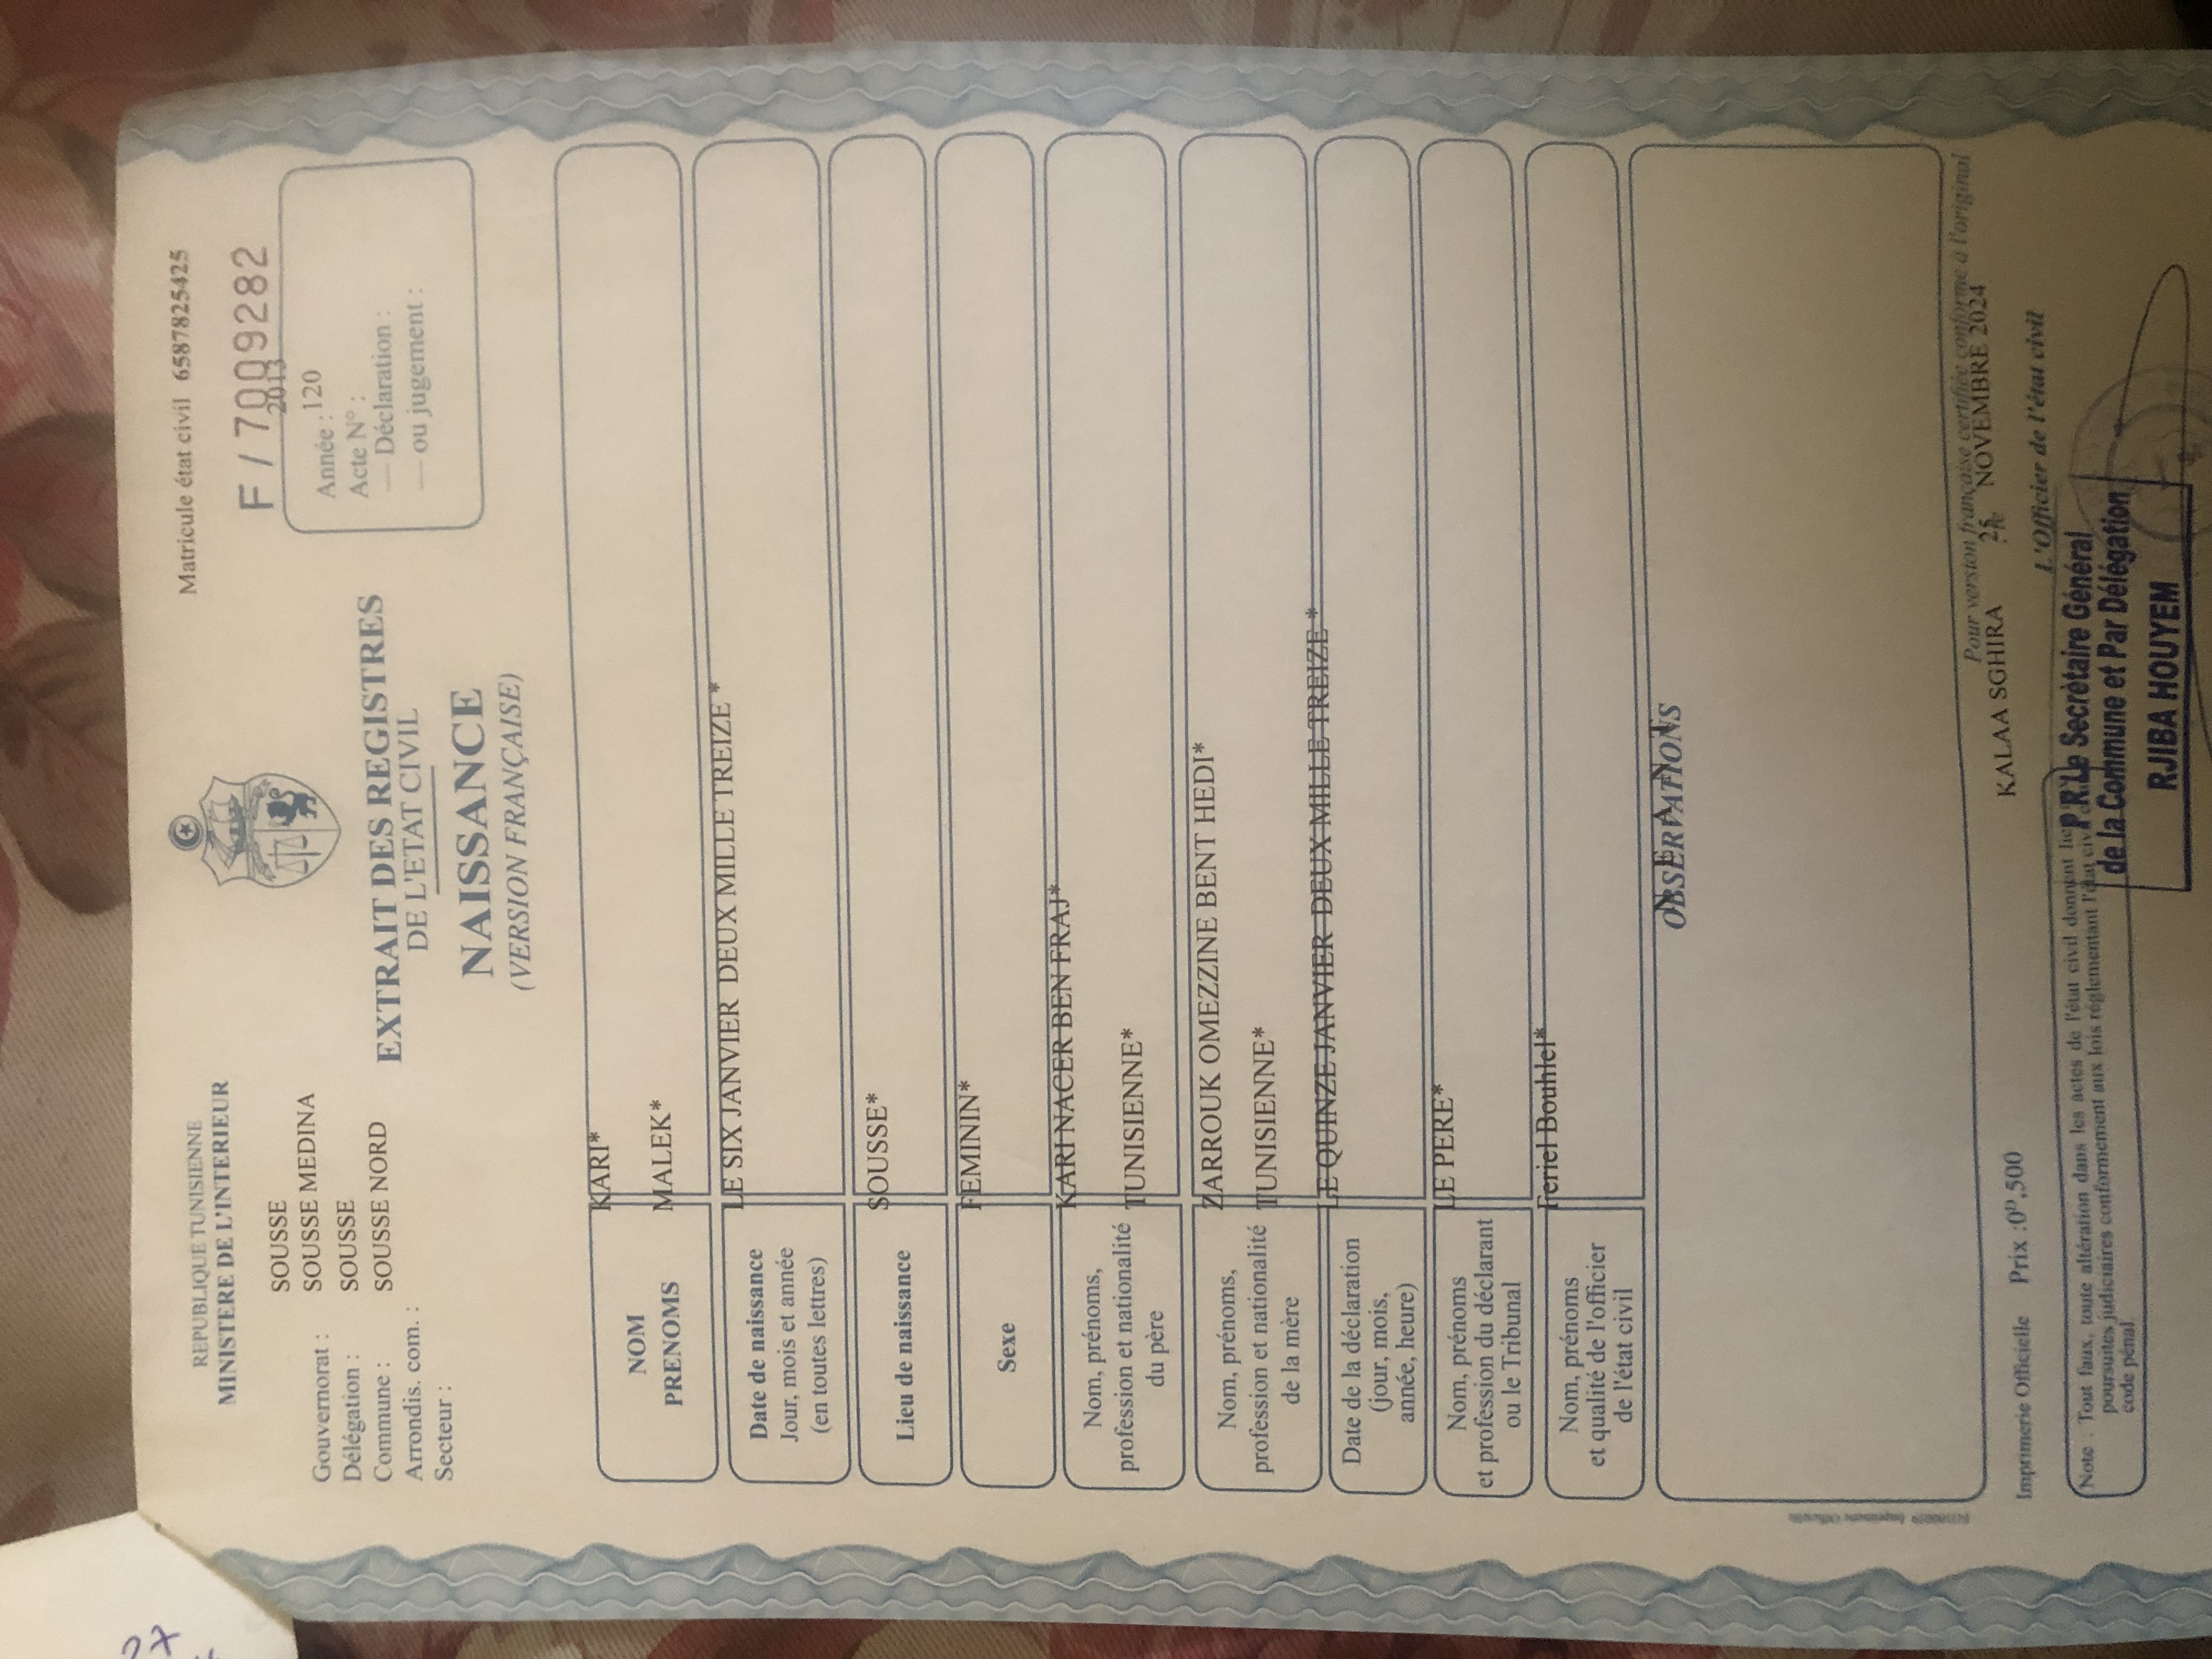 REPUBLIQUE TUNISIENNE
MINISTERE DE L'INTERIEUR
Matricule état civil 6587825425
F / 7009282
Gouvernorat : SOUSSE
Délégation : SOUSSE MEDINA
Commune : SOUSSE
Arrondis. com. : SOUSSE NORD
Secteur :
EXTRAIT DES REGISTRES
DE L'ETAT CIVIL
NAISSANCE
(VERSION FRANÇAISE)
2013
Année : 120
Acte N° :
— Déclaration :
— ou jugement :
NOM KARI*
PRENOMS MALEK*
Date de naissance
Jour, mois et année
(en toutes lettres)
LE SIX JANVIER DEUX MILLE TREIZE *
Lieu de naissance SOUSSE*
Sexe FEMININ*
Nom, prénoms,
profession et nationalité
du père
KARI NACER BEN FRAJ*
TUNISIENNE*
Nom, prénoms,
profession et nationalité
de la mère
ZARROUK OMEZZINE BENT HEDI*
TUNISIENNE*
Date de la déclaration
(jour, mois,
année, heure)
LE QUINZE JANVIER DEUX MILLE TREIZE *
Nom, prénoms
et profession du déclarant
ou le Tribunal
LE PERE*
Nom, prénoms
et qualité de l'officier
de l'état civil
Feriel Bouhlel*
OBSERVATIONS
N E A N T
Pour version française certifiée conforme à l'original
KALAA SGHIRA 25 NOVEMBRE 2024
L'Officier de l'état civil
Imprimerie Officielle Prix : 0ᴰ,500
Note : Tout faux, toute altération dans les actes de l'état civil donnent
poursuites judiciaires conformement aux lois réglementant l'état
code pénal.
P.R.Le Secrétaire Général
de la Commune et Par Délégation
RJIBA HOUYEM